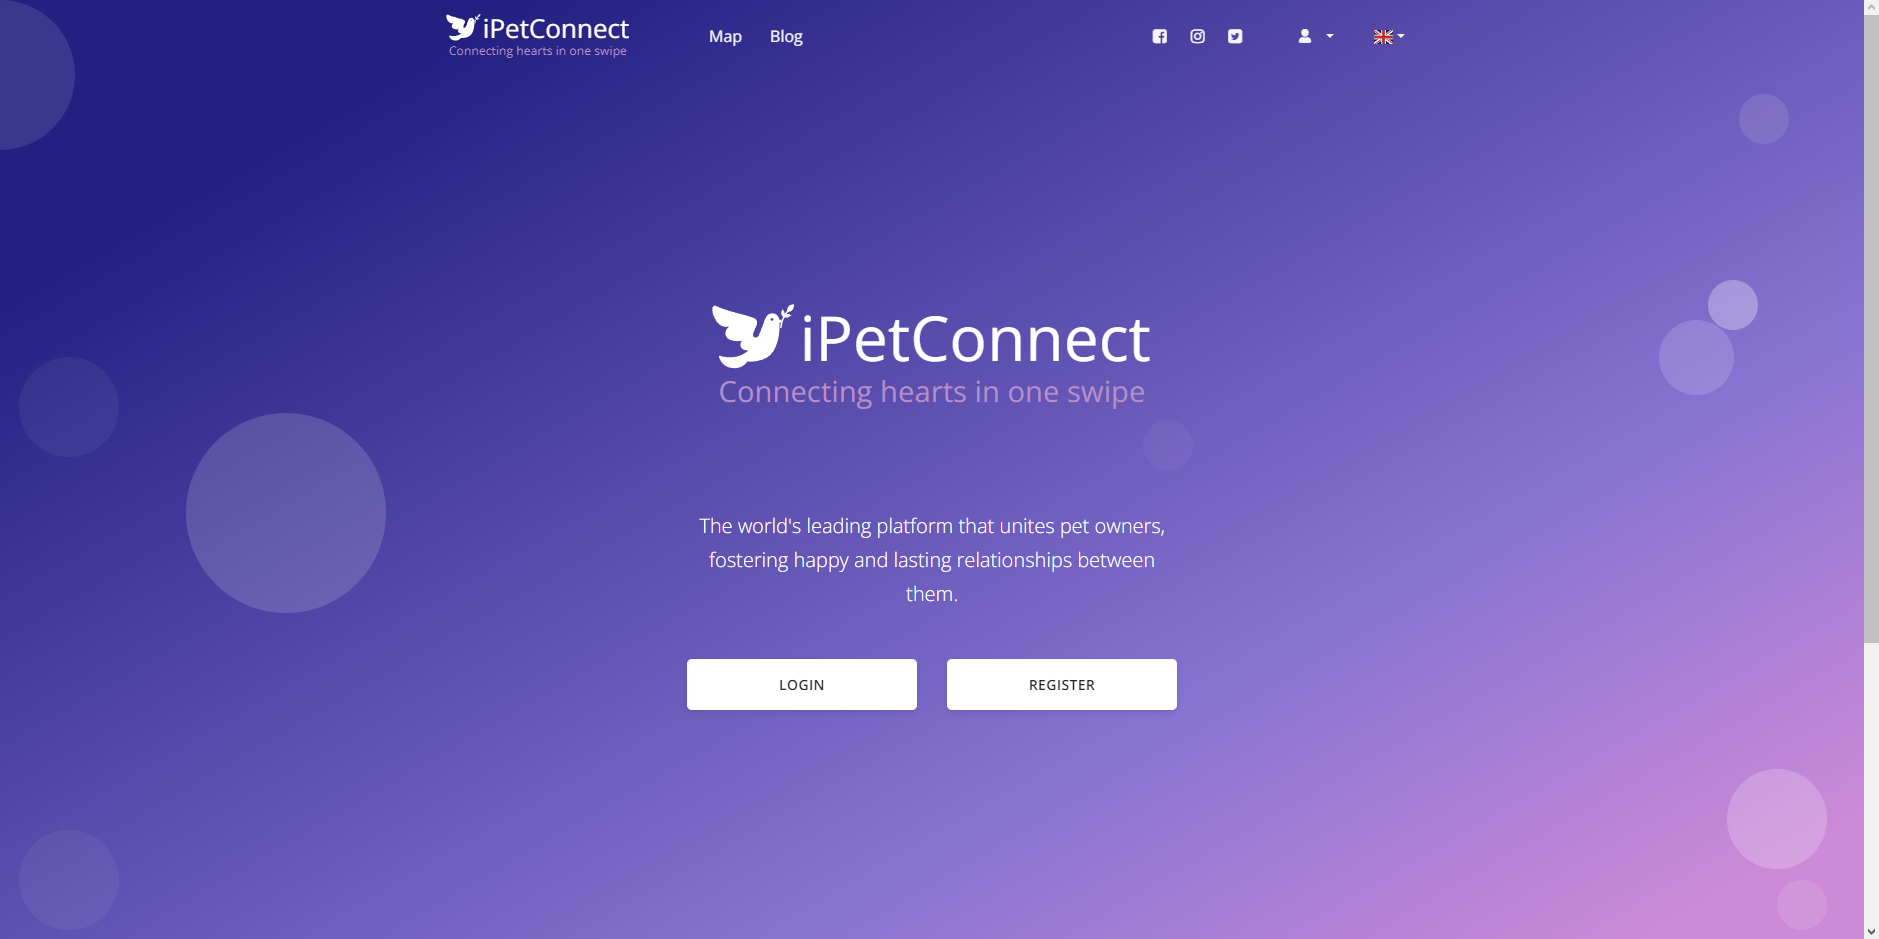 iPetConnect
Connecting hearts in one swipe
Map
Blog
iPetConnect
Connecting hearts in one swipe
The world's leading platform that unites pet owners,
fostering happy and lasting relationships between
them.
LOGIN
REGISTER